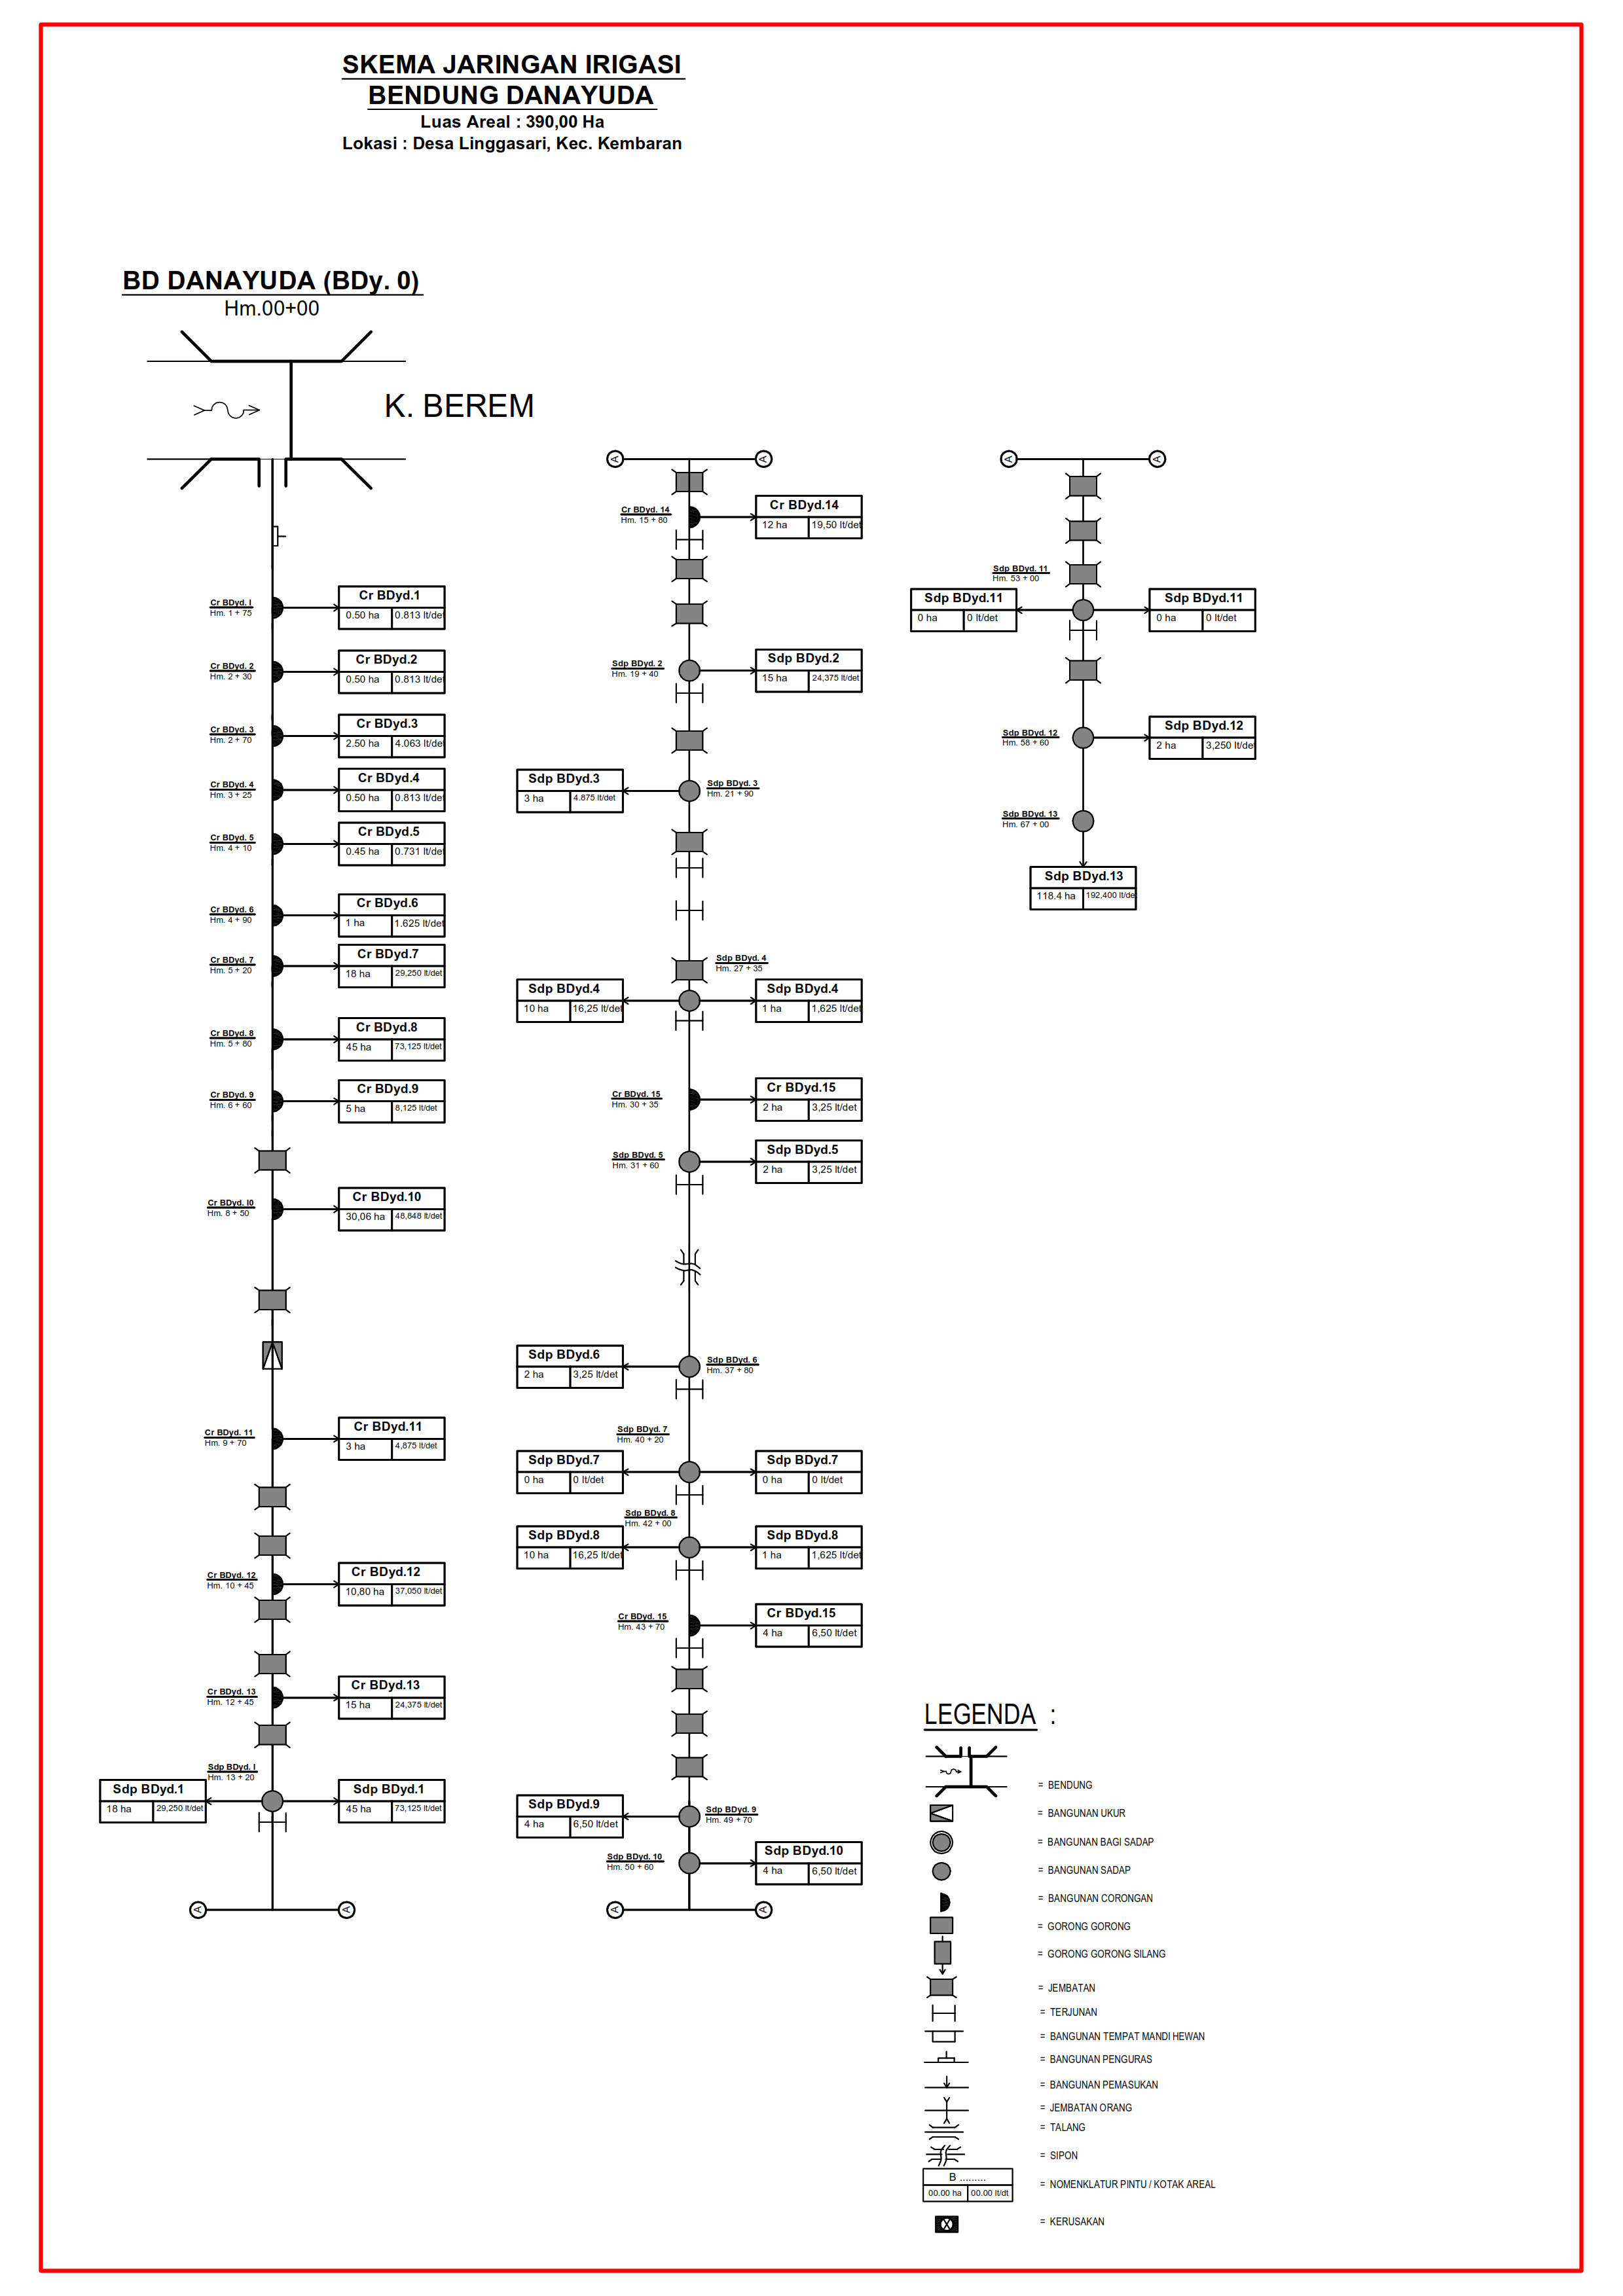 SKEMA JARINGAN IRIGASI
BENDUNG DANAYUDA
Luas Areal : 390,00 Ha
Lokasi : Desa Linggasari, Kec. Kembaran
BD DANAYUDA (BDy. 0)
Hm.00+00
K. BEREM
Cr BDyd. I
Hm. 1 + 75
Cr BDyd.1
0.50 ha 0.813 lt/det
Cr BDyd. 2
Hm. 2 + 30
Cr BDyd.2
0.50 ha 0.813 lt/det
Cr BDyd. 3
Hm. 2 + 70
Cr BDyd.3
2.50 ha 4.063 lt/det
Cr BDyd. 4
Hm. 3 + 25
Cr BDyd.4
0.50 ha 0.813 lt/det
Cr BDyd. 5
Hm. 4 + 10
Cr BDyd.5
0.45 ha 0.731 lt/det
Cr BDyd. 6
Hm. 4 + 90
Cr BDyd.6
1 ha 1.625 lt/det
Cr BDyd. 7
Hm. 5 + 20
Cr BDyd.7
18 ha 29,250 lt/det
Cr BDyd. 8
Hm. 5 + 80
Cr BDyd.8
45 ha 73,125 lt/det
Cr BDyd. 9
Hm. 6 + 60
Cr BDyd.9
5 ha 8,125 lt/det
Cr BDyd. I0
Hm. 8 + 50
Cr BDyd.10
30,06 ha 48,848 lt/det
Cr BDyd. 11
Hm. 9 + 70
Cr BDyd.11
3 ha 4,875 lt/det
Cr BDyd. 12
Hm. 10 + 45
Cr BDyd.12
10,80 ha 37,050 lt/det
Cr BDyd. 13
Hm. 12 + 45
Cr BDyd.13
15 ha 24,375 lt/det
Sdp BDyd. I
Hm. 13 + 20
Sdp BDyd.1
18 ha 29,250 lt/det
Sdp BDyd.1
45 ha 73,125 lt/det
A A
A A
Cr BDyd. 14
Hm. 15 + 80
Cr BDyd.14
12 ha 19,50 lt/det
Sdp BDyd. 2
Hm. 19 + 40
Sdp BDyd.2
15 ha 24,375 lt/det
Sdp BDyd.3
3 ha 4.875 lt/det
Sdp BDyd. 3
Hm. 21 + 90
Sdp BDyd. 4
Hm. 27 + 35
Sdp BDyd.4
10 ha 16,25 lt/det
Sdp BDyd.4
1 ha 1,625 lt/det
Cr BDyd. 15
Hm. 30 + 35
Cr BDyd.15
2 ha 3,25 lt/det
Sdp BDyd. 5
Hm. 31 + 60
Sdp BDyd.5
2 ha 3,25 lt/det
Sdp BDyd.6
2 ha 3,25 lt/det
Sdp BDyd. 6
Hm. 37 + 80
Sdp BDyd. 7
Hm. 40 + 20
Sdp BDyd.7
0 ha 0 lt/det
Sdp BDyd.7
0 ha 0 lt/det
Sdp BDyd. 8
Hm. 42 + 00
Sdp BDyd.8
10 ha 16,25 lt/det
Sdp BDyd.8
1 ha 1,625 lt/det
Cr BDyd. 15
Hm. 43 + 70
Cr BDyd.15
4 ha 6,50 lt/det
Sdp BDyd.9
4 ha 6,50 lt/det
Sdp BDyd. 9
Hm. 49 + 70
Sdp BDyd. 10
Hm. 50 + 60
Sdp BDyd.10
4 ha 6,50 lt/det
A A
A A
Sdp BDyd. 11
Hm. 53 + 00
Sdp BDyd.11
0 ha 0 lt/det
Sdp BDyd.11
0 ha 0 lt/det
Sdp BDyd. 12
Hm. 58 + 60
Sdp BDyd.12
2 ha 3,250 lt/de
Sdp BDyd. 13
Hm. 67 + 00
Sdp BDyd.13
118.4 ha 192,400 lt/de
LEGENDA :
= BENDUNG
= BANGUNAN UKUR
= BANGUNAN BAGI SADAP
= BANGUNAN SADAP
= BANGUNAN CORONGAN
= GORONG GORONG
= GORONG GORONG SILANG
= JEMBATAN
= TERJUNAN
= BANGUNAN TEMPAT MANDI HEWAN
= BANGUNAN PENGURAS
= BANGUNAN PEMASUKAN
= JEMBATAN ORANG
= TALANG
= SIPON
B .........
00.00 ha 00.00 lt/dt
= NOMENKLATUR PINTU / KOTAK AREAL
= KERUSAKAN